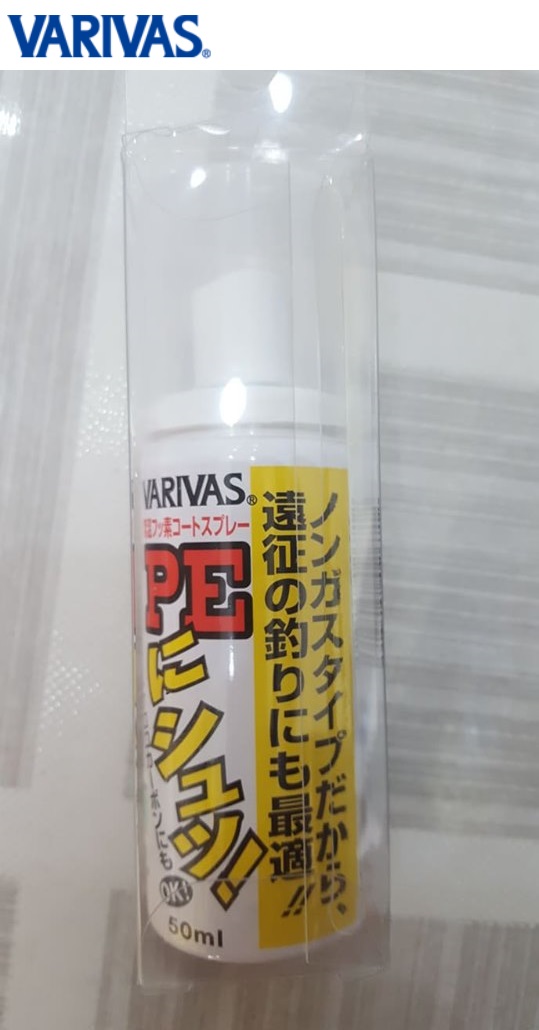 VARIVAS®
VARIVAS®
フッ素コートスプレー
PE
に
シュッ!
ボンにも
OK!
50ml
ノンガスタイプだから、
遠征の釣りにも最適!!